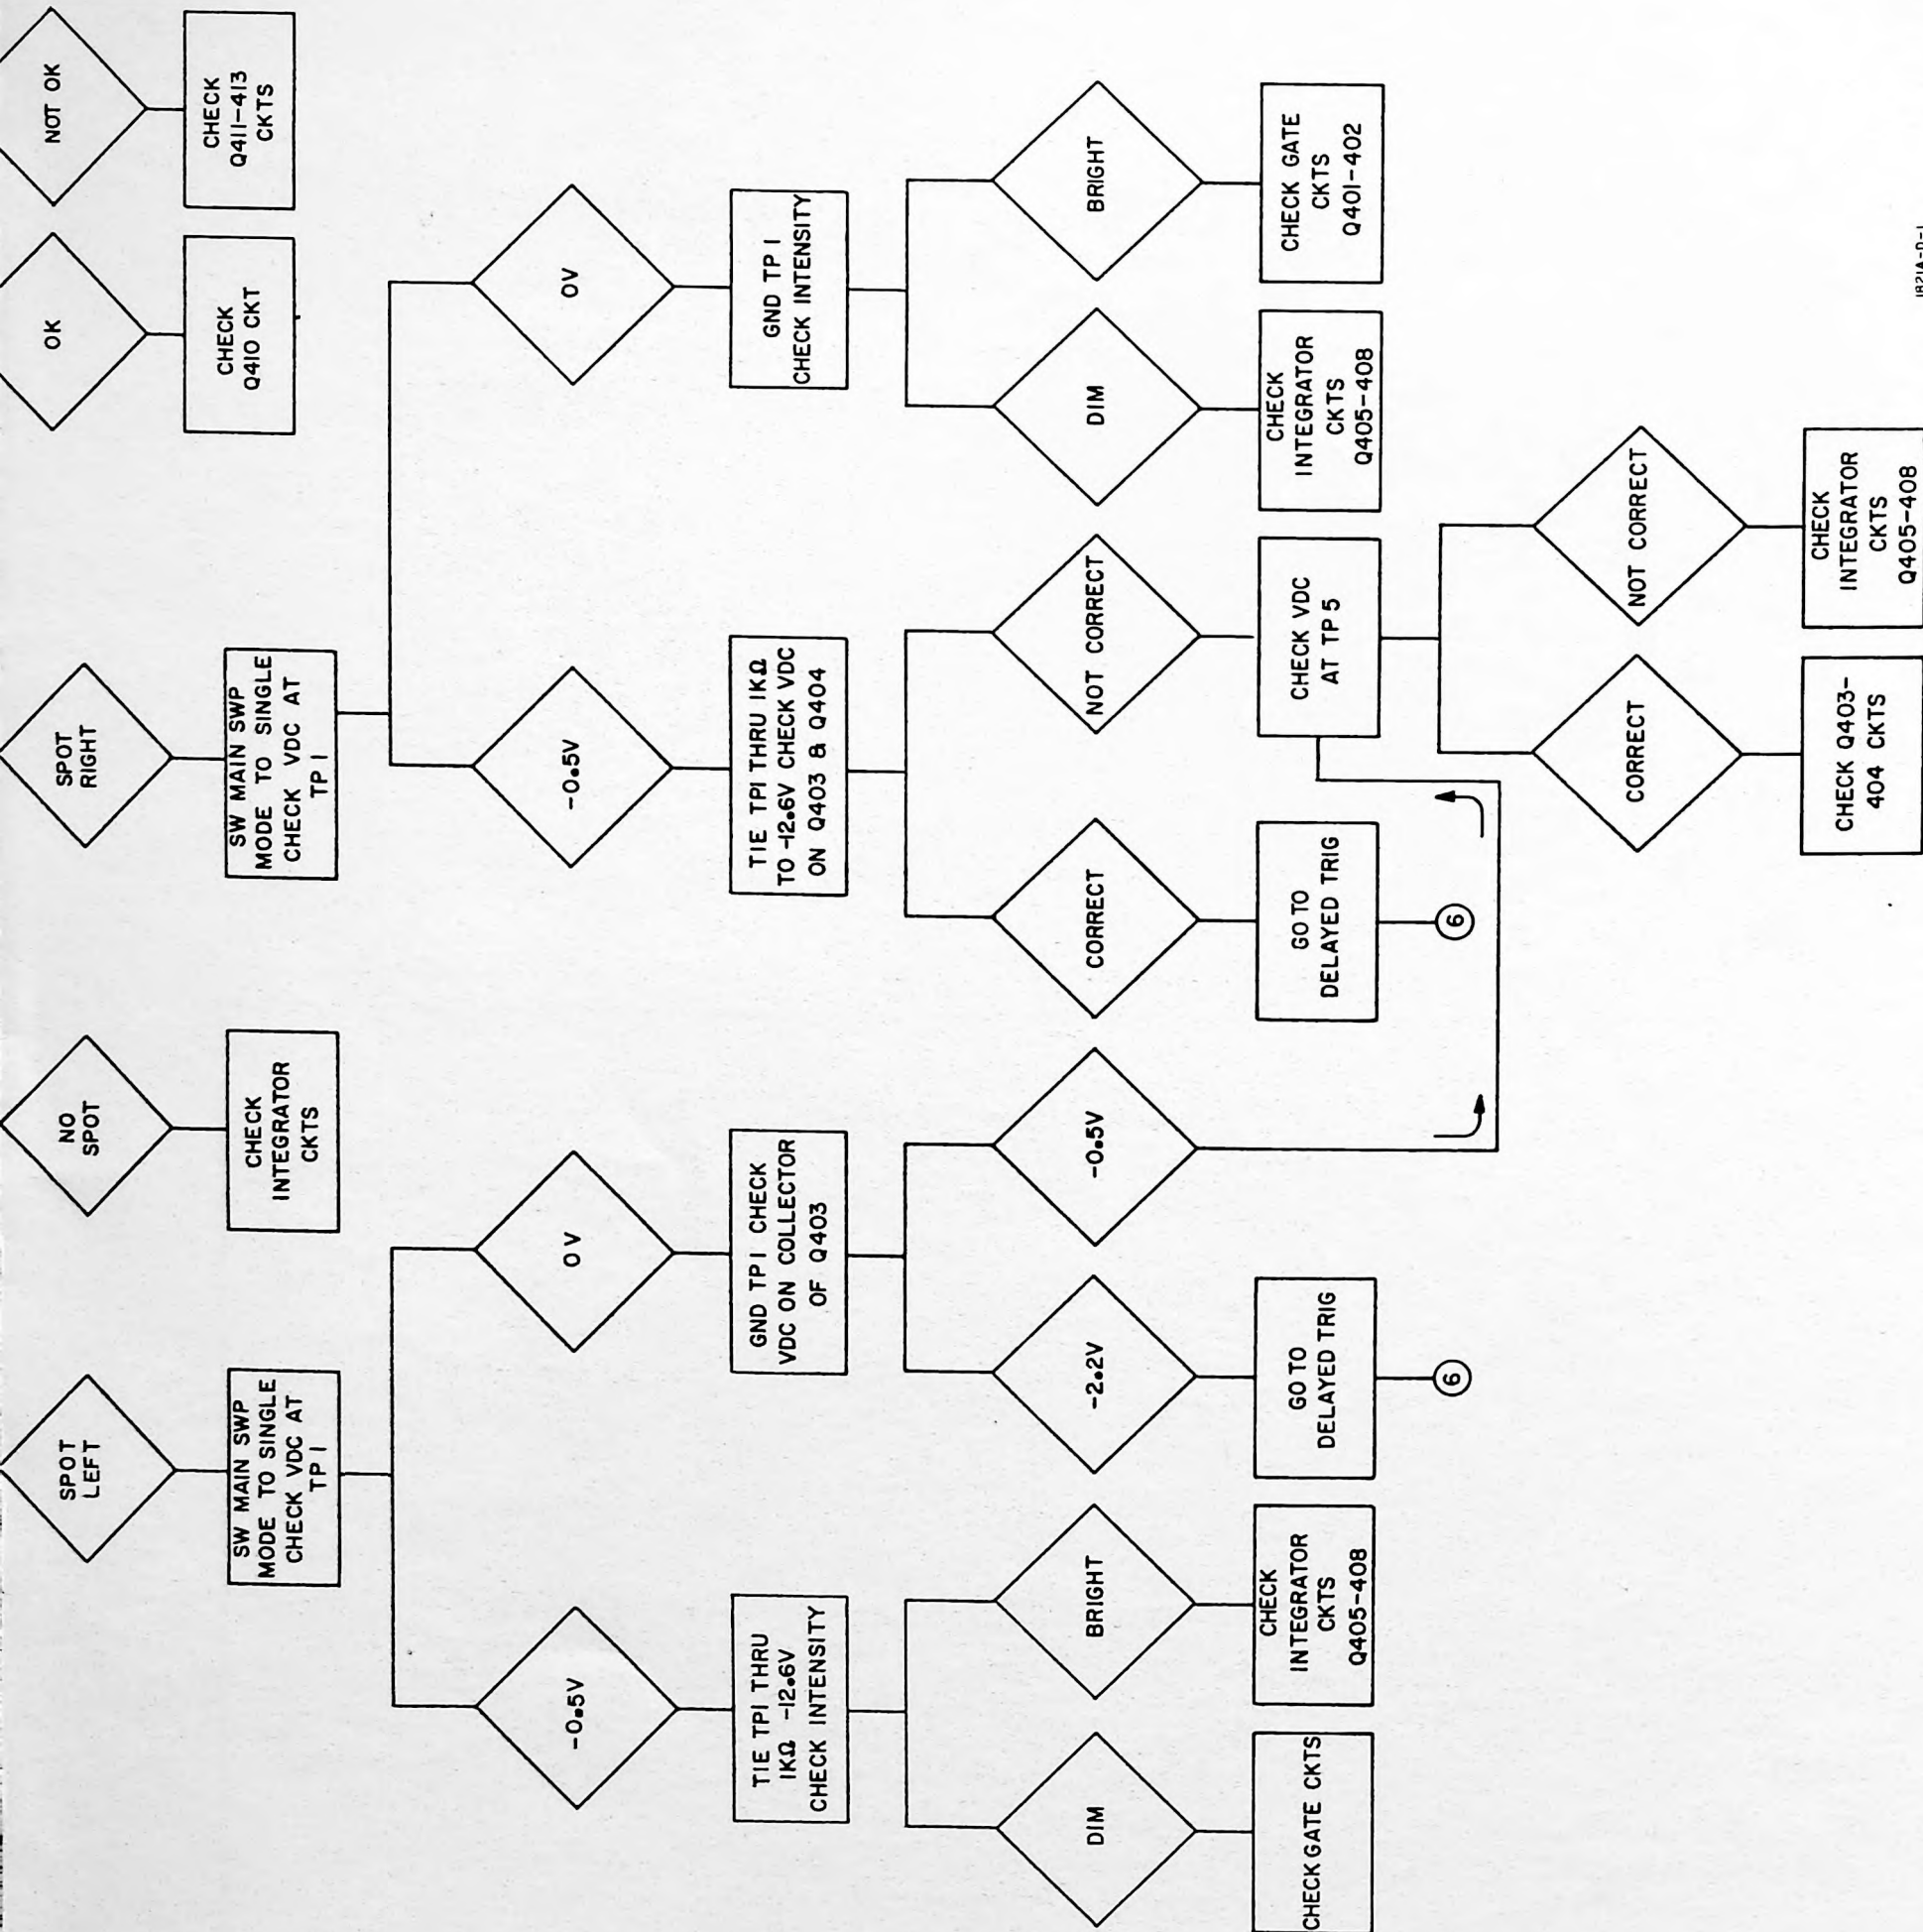 SPOT
LEFT
NO
SPOT
SPOT
RIGHT
OK
NOT OK
SW MAIN SWP
MODE TO SINGLE
CHECK VDC AT
TP 1
CHECK
INTEGRATOR
CKTS
SW MAIN SWP
MODE TO SINGLE
CHECK VDC AT
TP 1
CHECK
Q410 CKT
CHECK
Q411-413
CKTS
-0.5V
0V
-0.5V
0V
TIE TP1 THRU
1KΩ -12.6V
CHECK INTENSITY
GND TP 1 CHECK
VDC ON COLLECTOR
OF Q403
TIE TP1 THRU 1KΩ
TO -12.6V CHECK VDC
ON Q403 & Q404
GND TP 1
CHECK INTENSITY
DIM
BRIGHT
-2.2V
-0.5V
CORRECT
NOT CORRECT
DIM
BRIGHT
CHECK GATE CKTS
CHECK
INTEGRATOR
CKTS
Q405-408
GO TO
DELAYED TRIG
GO TO
DELAYED TRIG
CHECK VDC
AT TP 5
CHECK
INTEGRATOR
CKTS
Q405-408
CHECK GATE
CKTS
Q401-402
6
6
CORRECT
NOT CORRECT
CHECK Q403-
404 CKTS
CHECK
INTEGRATOR
CKTS
Q405-408
1821A-D-1